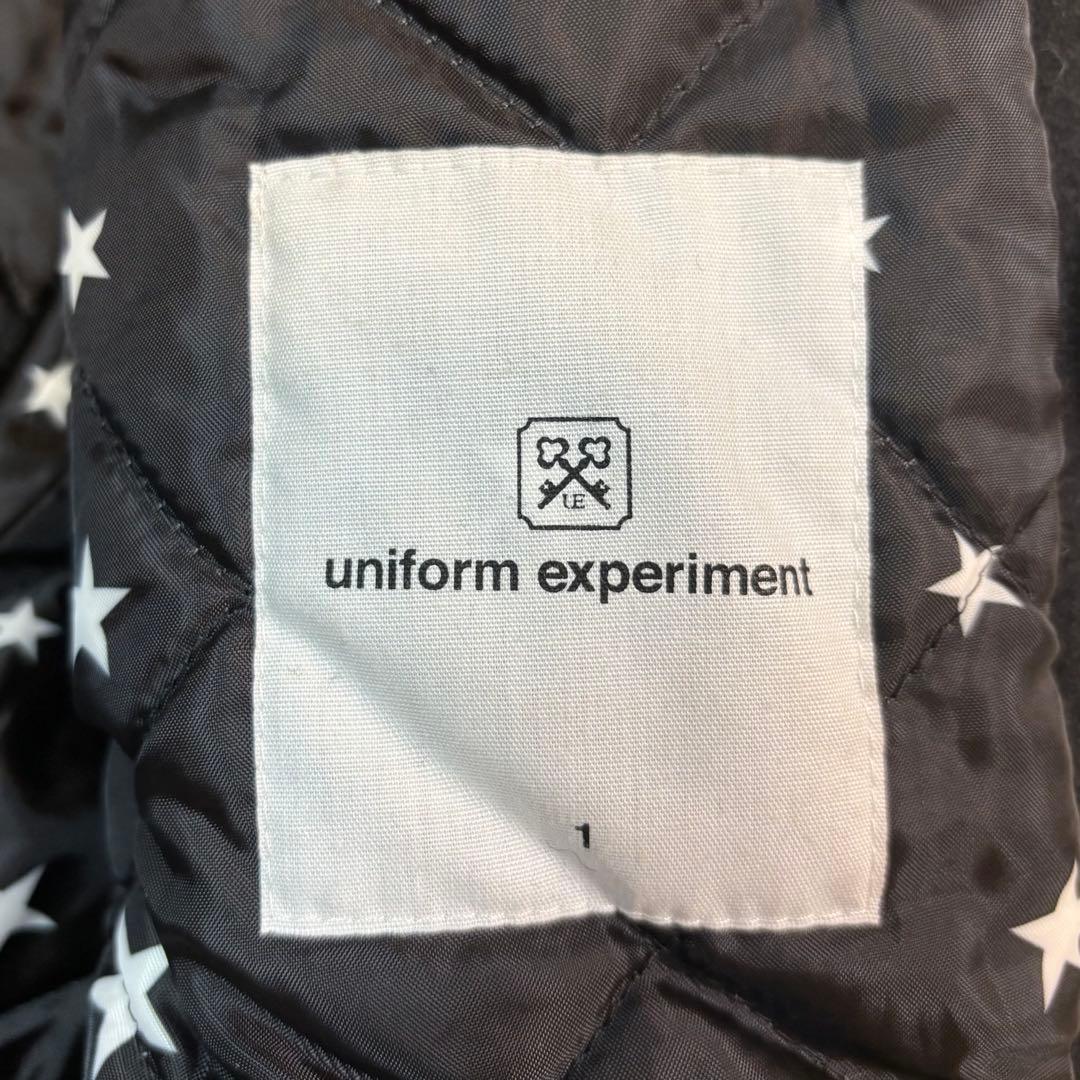 UE
uniform experiment
1